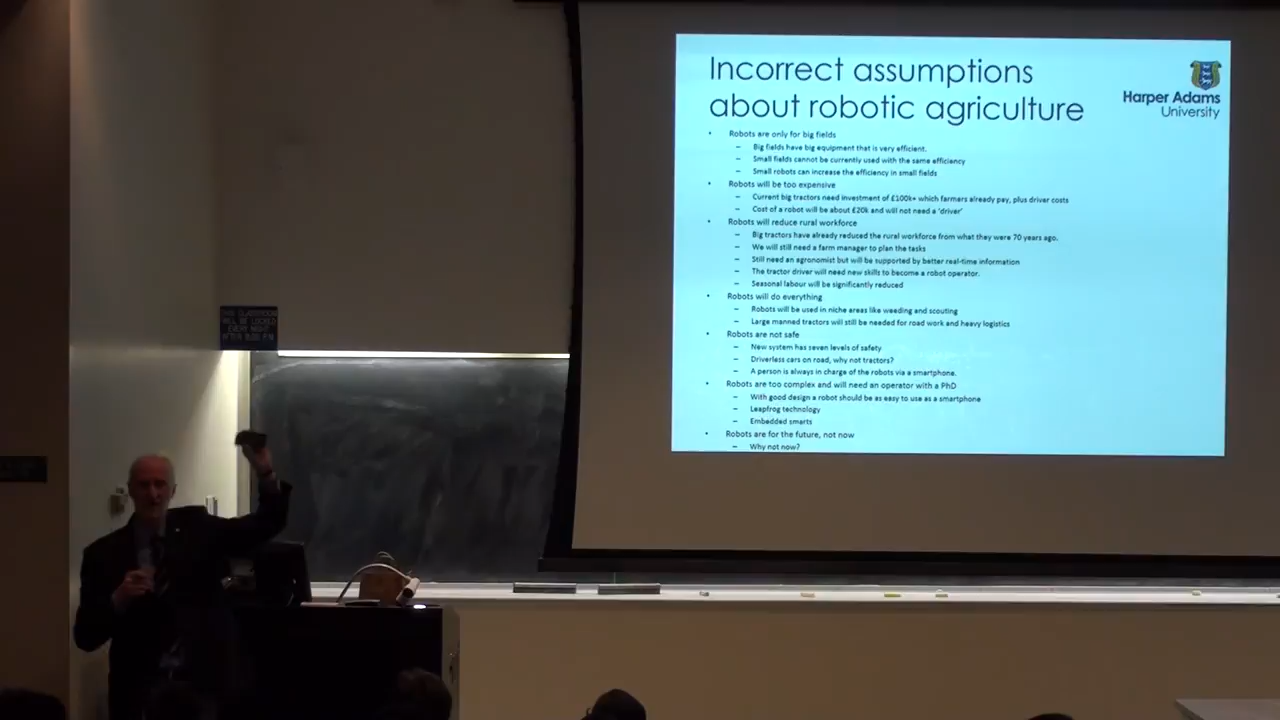 Incorrect assumptions
about robotic agriculture
Harper Adams
University
• Robots are only for big fields
– Big fields have big equipment that is very efficient.
– Small fields cannot be currently used with the same efficiency
– Small robots can increase the efficiency in small fields
• Robots will be too expensive
– Current big tractors need investment of £100k+ which farmers already pay, plus driver costs
– Cost of a robot will be about £20k and will not need a 'driver'
• Robots will reduce rural workforce
– Big tractors have already reduced the rural workforce from what they were 70 years ago.
– We will still need a farm manager to plan the tasks
– Still need an agronomist but will be supported by better real-time information
– The tractor driver will need new skills to become a robot operator.
– Seasonal labour will be significantly reduced
• Robots will do everything
– Robots will be used in niche areas like weeding and scouting
– Large manned tractors will still be needed for road work and heavy logistics
• Robots are not safe
– New system has seven levels of safety
– Driverless cars on road, why not tractors?
– A person is always in charge of the robots via a smartphone.
• Robots are too complex and will need an operator with a PhD
– With good design a robot should be as easy to use as a smartphone
– Leapfrog technology
– Embedded smarts
• Robots are for the future, not now
– Why not now?
THIS CLASSROOM
WILL BE LOCKED
EVERY NIGHT
AFTER